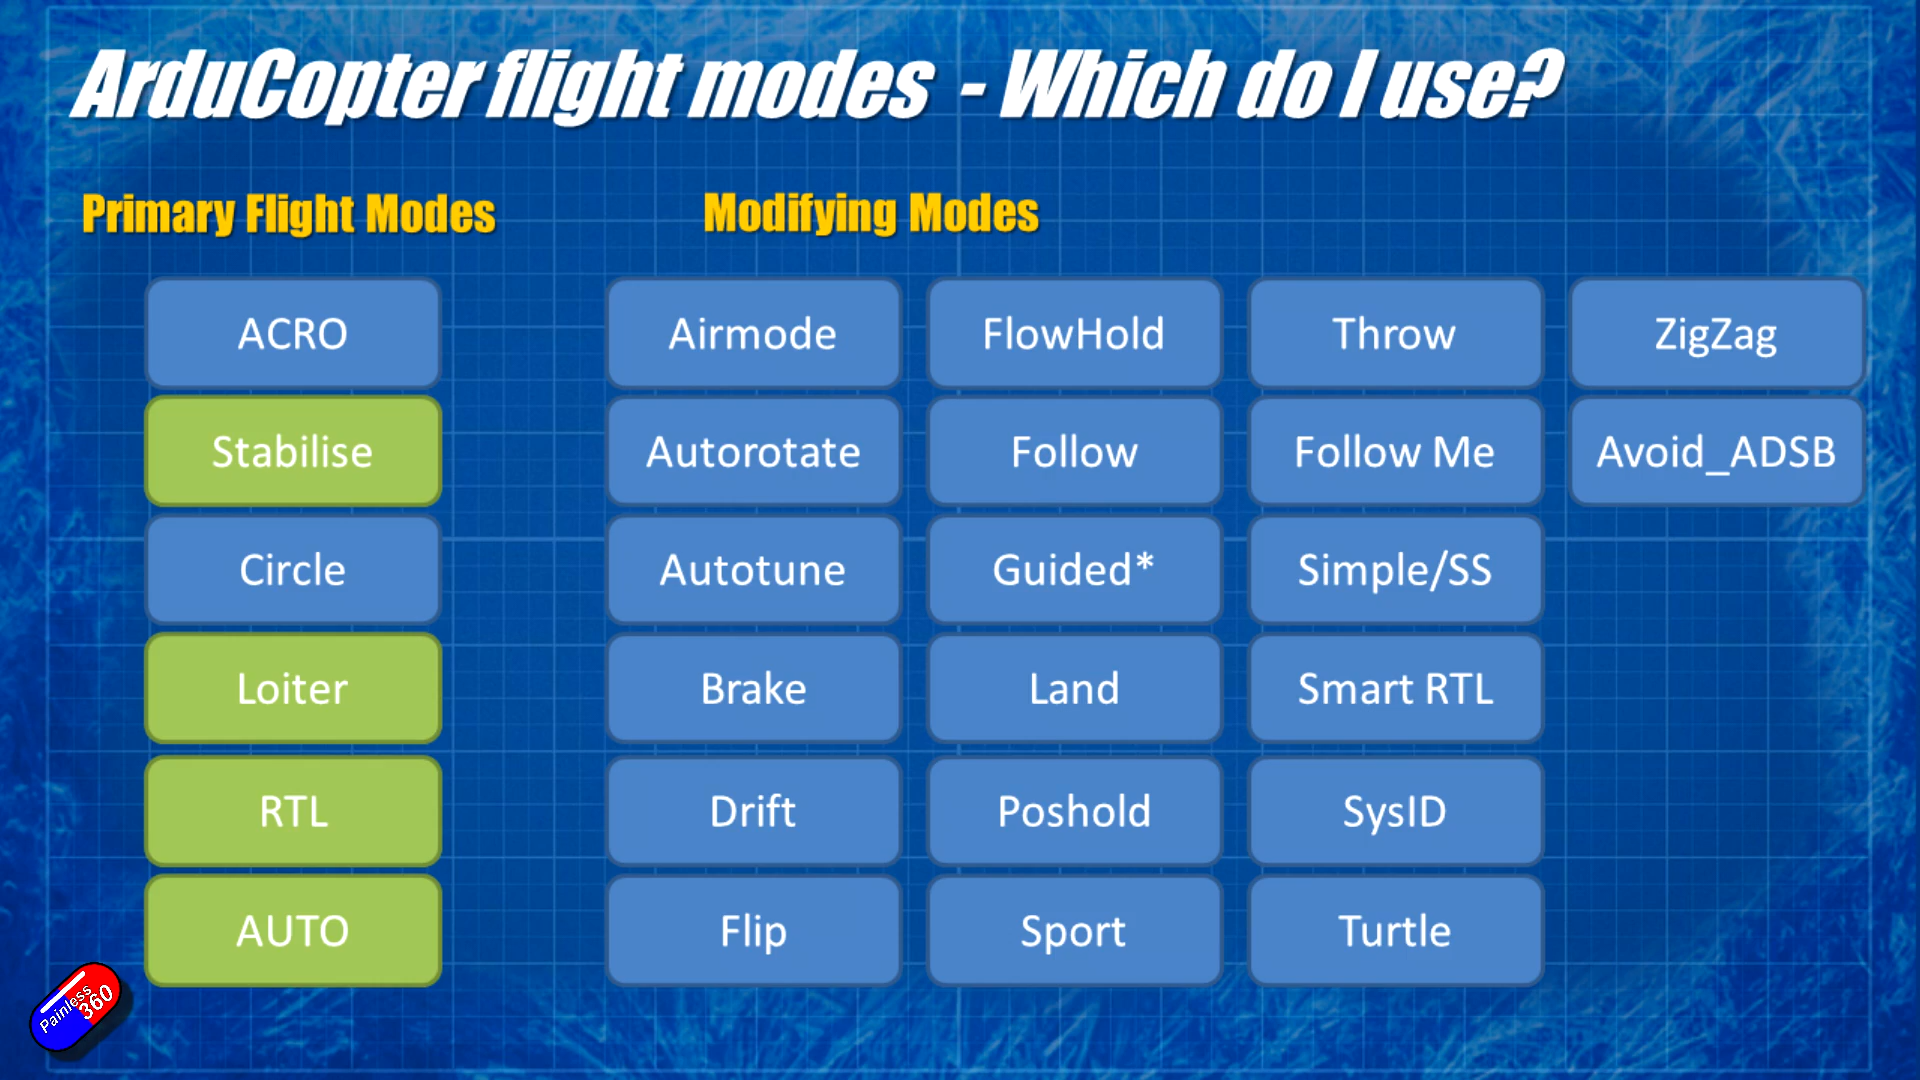 ArduCopter flight modes - Which do I use?
Primary Flight Modes
Modifying Modes
ACRO
Airmode
FlowHold
Throw
ZigZag
Stabilise
Autorotate
Follow
Follow Me
Avoid_ADSB
Circle
Autotune
Guided*
Simple/SS
Loiter
Brake
Land
Smart RTL
RTL
Drift
Poshold
SysID
AUTO
Flip
Sport
Turtle
Painless
360